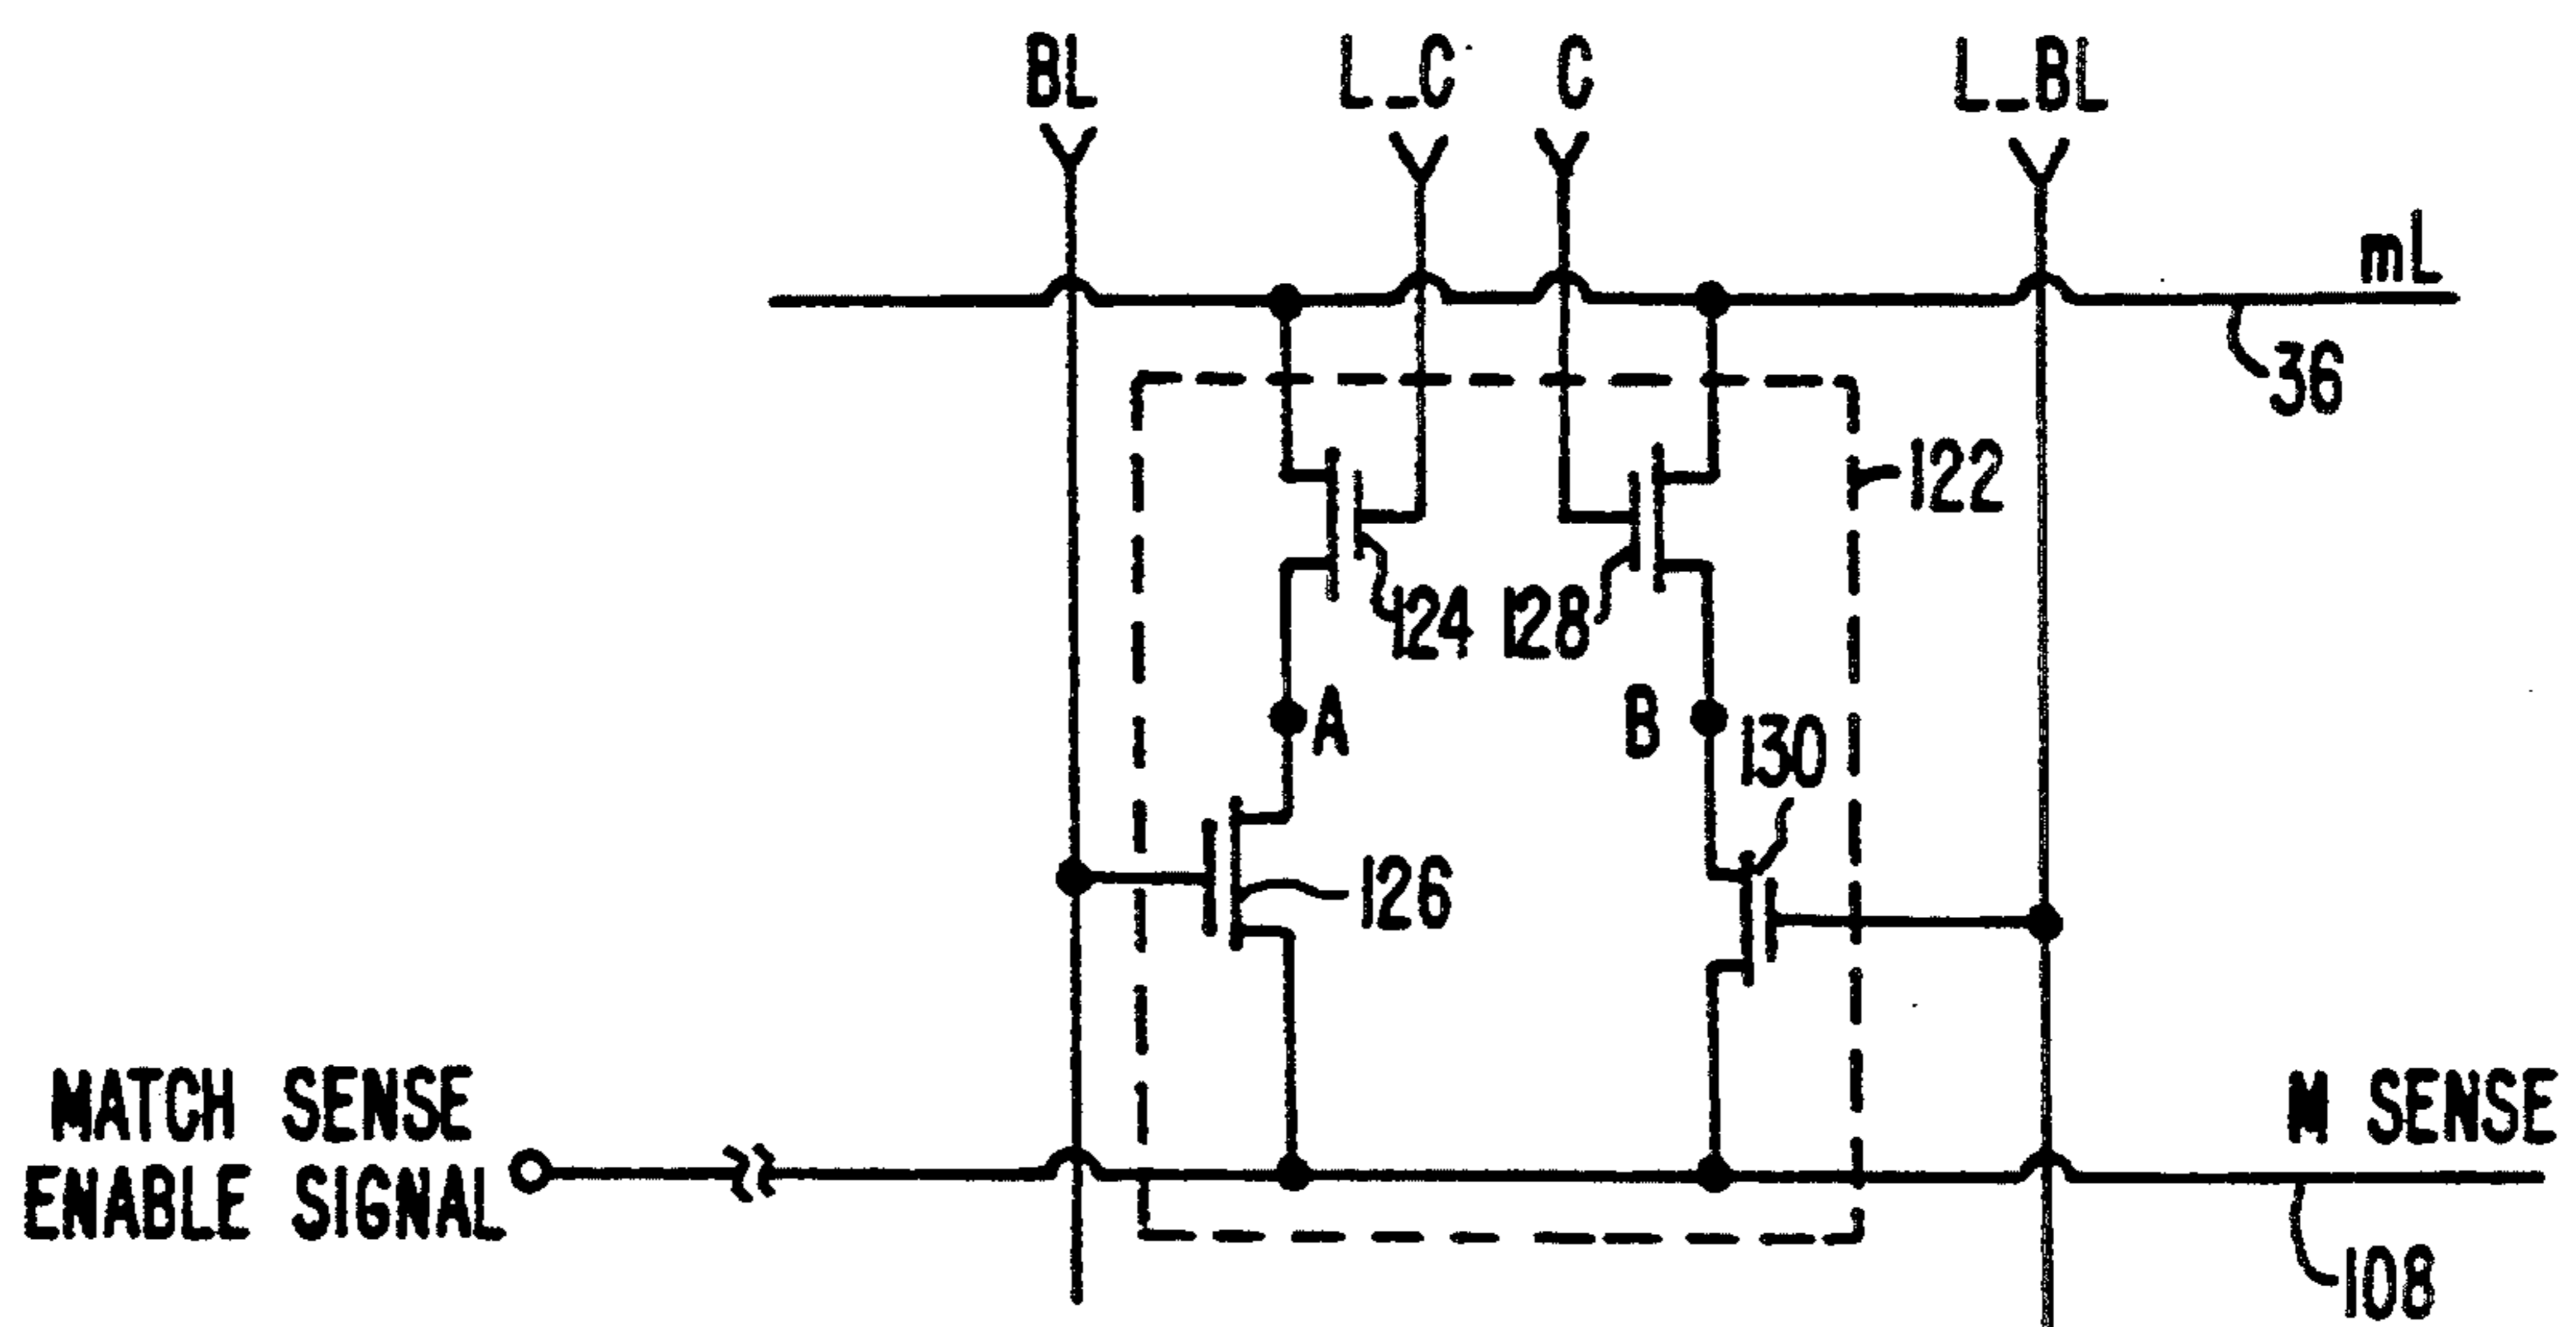 BL L_C C L_BL
mL
36
122
124 128
A B 130
126
MATCH SENSE
ENABLE SIGNAL
M SENSE
108